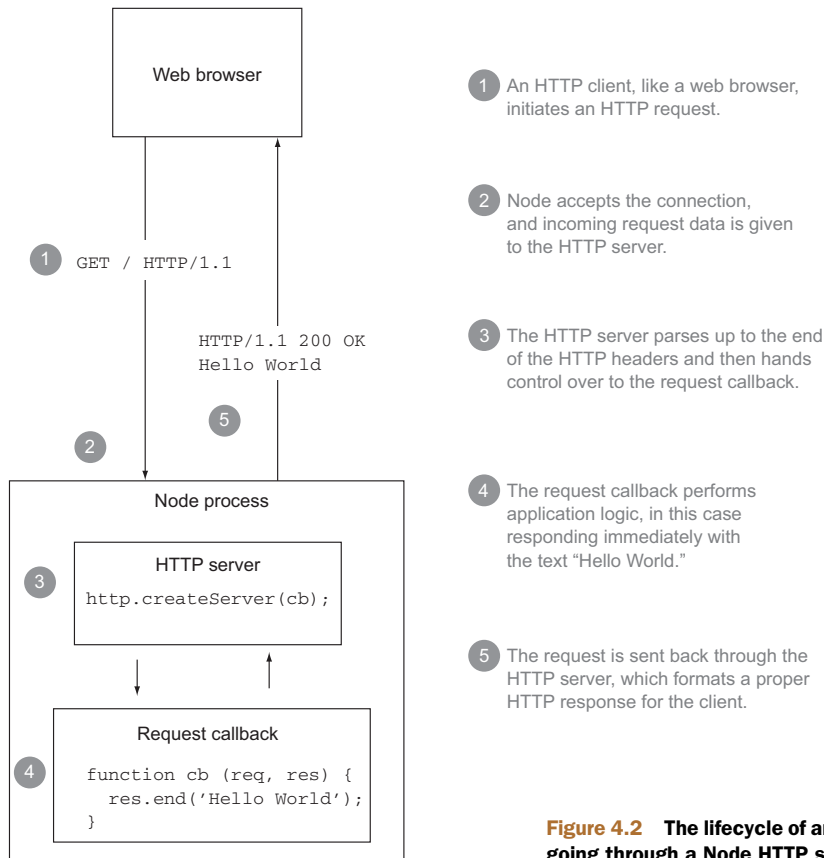 Web browser
1 GET / HTTP/1.1
HTTP/1.1 200 OK
Hello World
5
2
Node process
HTTP server
3 http.createServer(cb);
Request callback
4 function cb (req, res) {
res.end('Hello World');
}
1 An HTTP client, like a web browser,
initiates an HTTP request.
2 Node accepts the connection,
and incoming request data is given
to the HTTP server.
3 The HTTP server parses up to the end
of the HTTP headers and then hands
control over to the request callback.
4 The request callback performs
application logic, in this case
responding immediately with
the text “Hello World.”
5 The request is sent back through the
HTTP server, which formats a proper
HTTP response for the client.
Figure 4.2 The lifecycle of
going through a Node HTTP